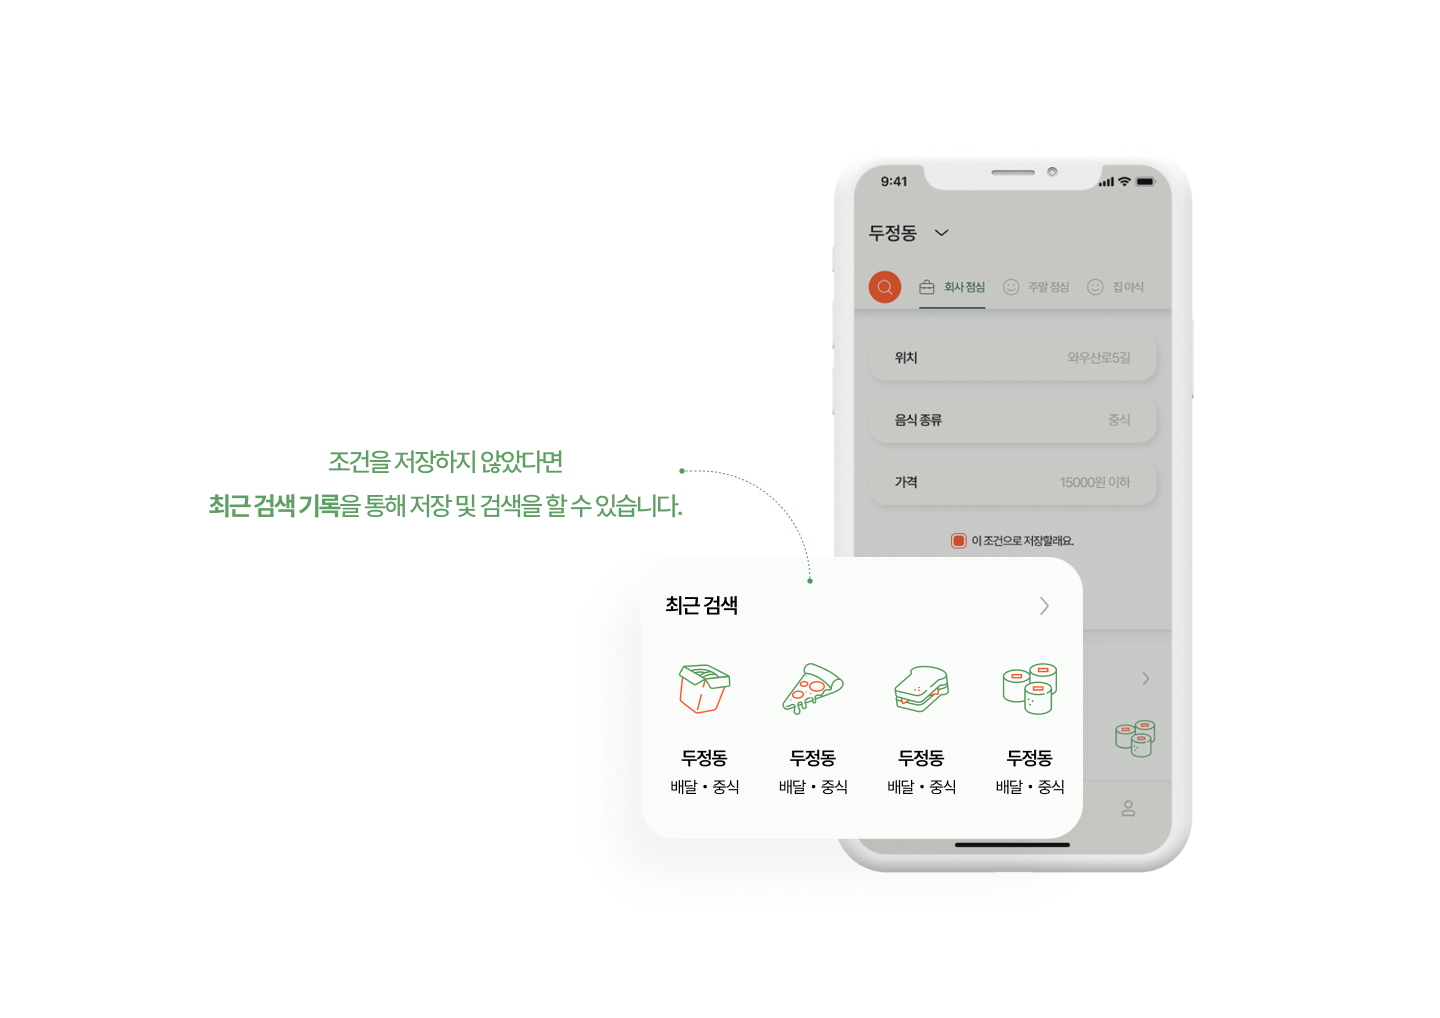 9:41
두정동
회사 점심
주말 점심
집 야식
위치
와우산로5길
음식 종류
중식
가격
15000원 이하
이 조건으로 저장할래요.
조건을 저장하지 않았다면
최근 검색 기록을 통해 저장 및 검색을 할 수 있습니다.
최근 검색
두정동
배달 • 중식
두정동
배달 • 중식
두정동
배달 • 중식
두정동
배달 • 중식